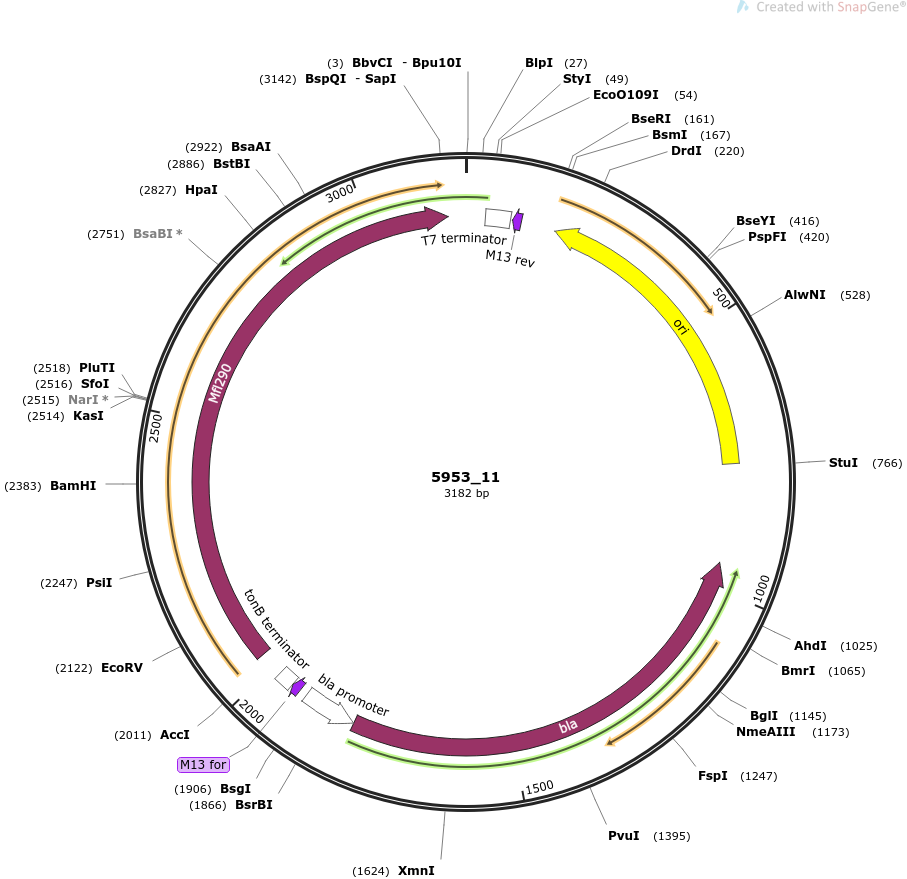 Created with SnapGene®
(3) BbvCI - Bpu10I
(3142) BspQI - SapI
BlpI (27)
StyI (49)
EcoO109I (54)
BseRI (161)
BsmI (167)
DrdI (220)
BseYI (416)
PspFI (420)
AlwNI (528)
StuI (766)
AhdI (1025)
BmrI (1065)
BglI (1145)
NmeAIII (1173)
FspI (1247)
PvuI (1395)
(1624) XmnI
(1866) BsrBI
(1906) BsgI
M13 for
(2011) AccI
(2122) EcoRV
(2247) PsiI
(2383) BamHI
(2514) KasI
(2515) NarI *
(2516) SfoI
(2518) PluTI
(2751) BsaBI *
(2827) HpaI
(2886) BstBI
(2922) BsaAI
500
1000
1500
2000
2500
3000
T7 terminator
M13 rev
ori
Mfl290
tonB terminator
bla promoter
bla
5953_11
3182 bp